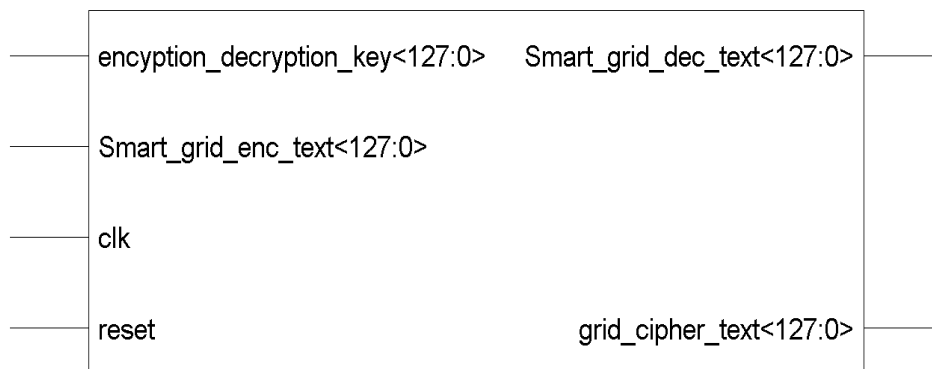 encyption_decryption_key<127:0> Smart_grid_dec_text<127:0>
Smart_grid_enc_text<127:0>
clk
reset grid_cipher_text<127:0>